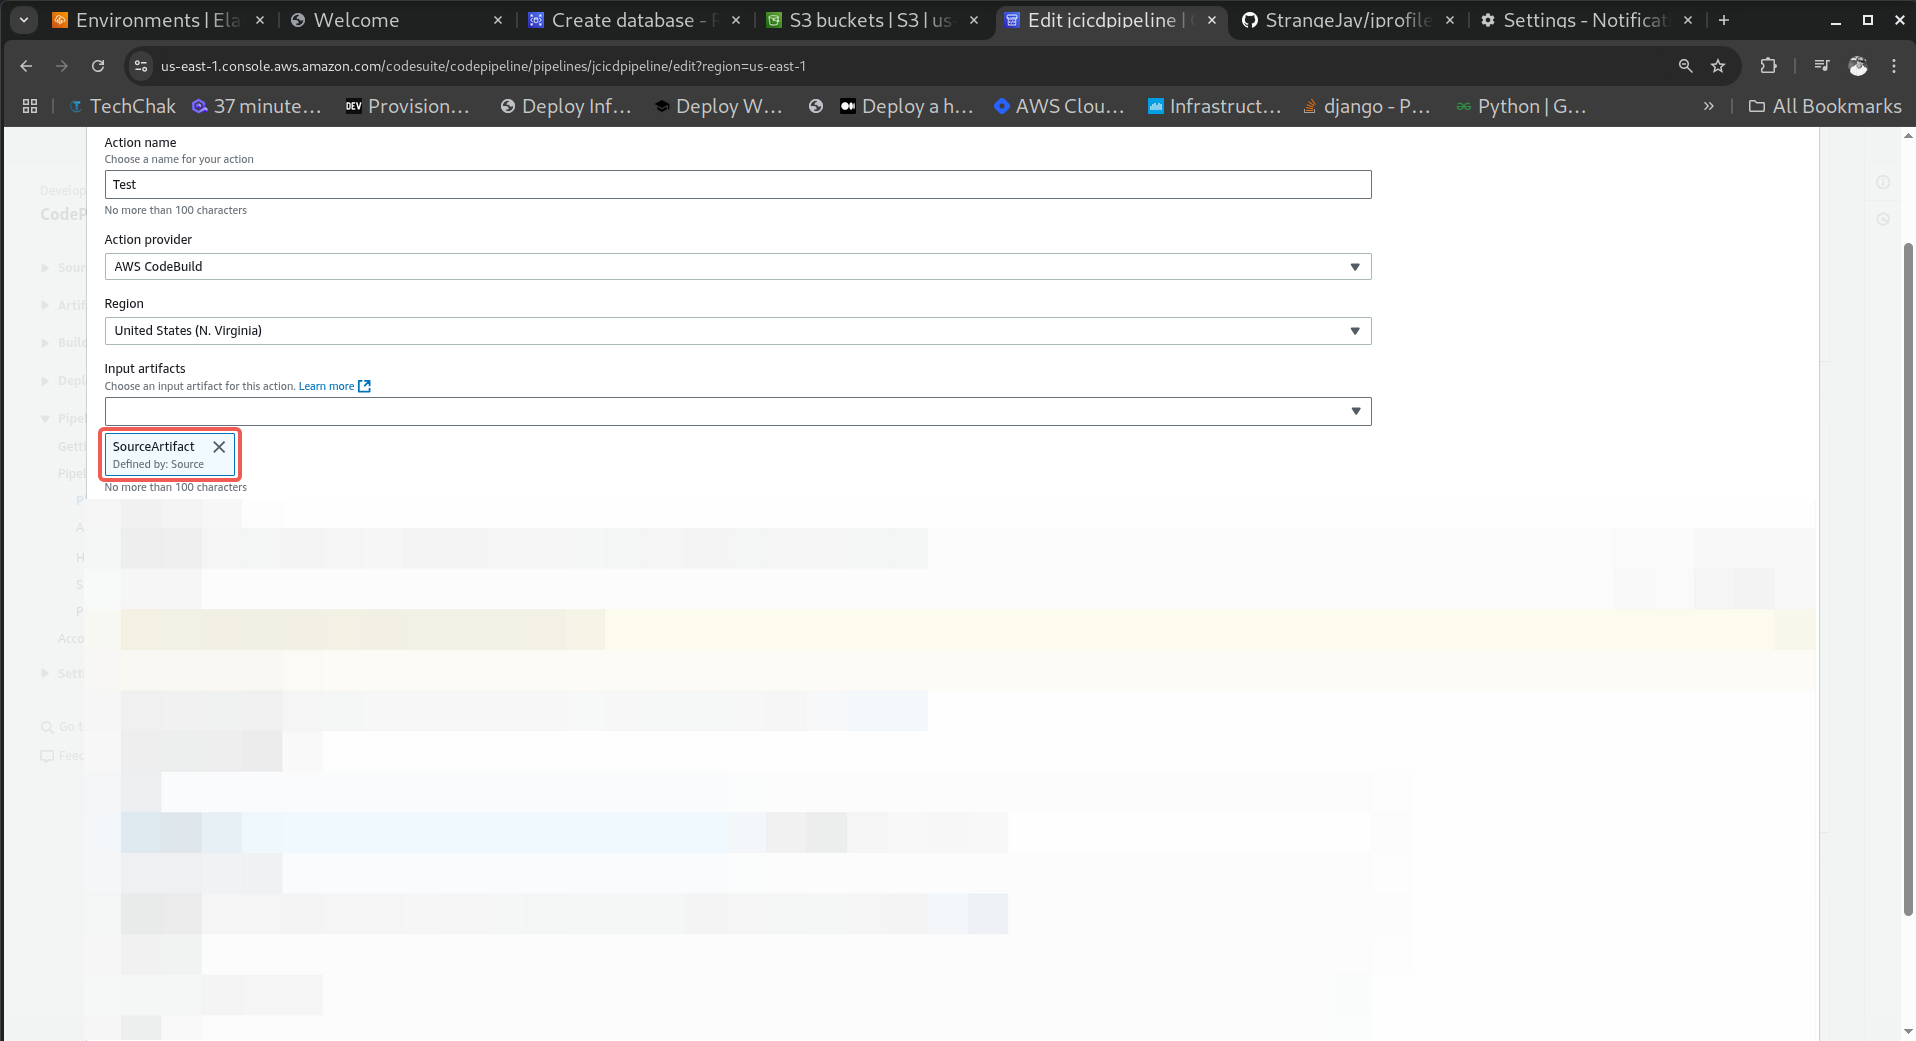 Environments | Ela
Welcome
Create database -
S3 buckets | S3 | us-
Edit jcicdpipeline |
StrangeJay/jprofile
Settings - Notificat
us-east-1.console.aws.amazon.com/codesuite/codepipeline/pipelines/jcicdpipeline/edit?region=us-east-1
TechChak
37 minute...
DEV Provision...
Deploy Inf...
Deploy W...
Deploy a h...
AWS Clou...
Infrastruct...
django - P...
Python | G...
All Bookmarks
Action name
Choose a name for your action
Test
No more than 100 characters
Action provider
AWS CodeBuild
Region
United States (N. Virginia)
Input artifacts
Choose an input artifact for this action. Learn more
SourceArtifact
Defined by: Source
No more than 100 characters
Develop
CodeP
Sour
Artif
Build
Depl
Pipel
Getti
Pipel
P
A
H
S
P
Acco
Setti
Go t
Feed